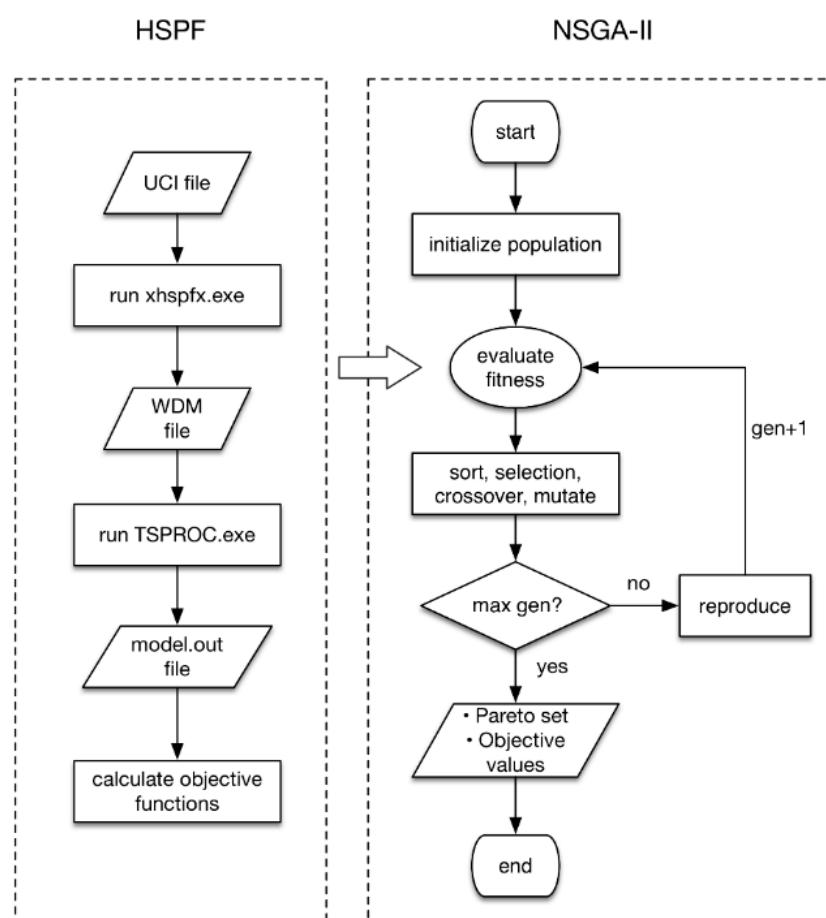 HSPF
NSGA-II
UCI file
run xhspfx.exe
WDM
file
run TSPROC.exe
model.out
file
calculate objective
functions
start
initialize population
evaluate
fitness
gen+1
sort, selection,
crossover, mutate
max gen?
no
reproduce
yes
• Pareto set
• Objective
values
end